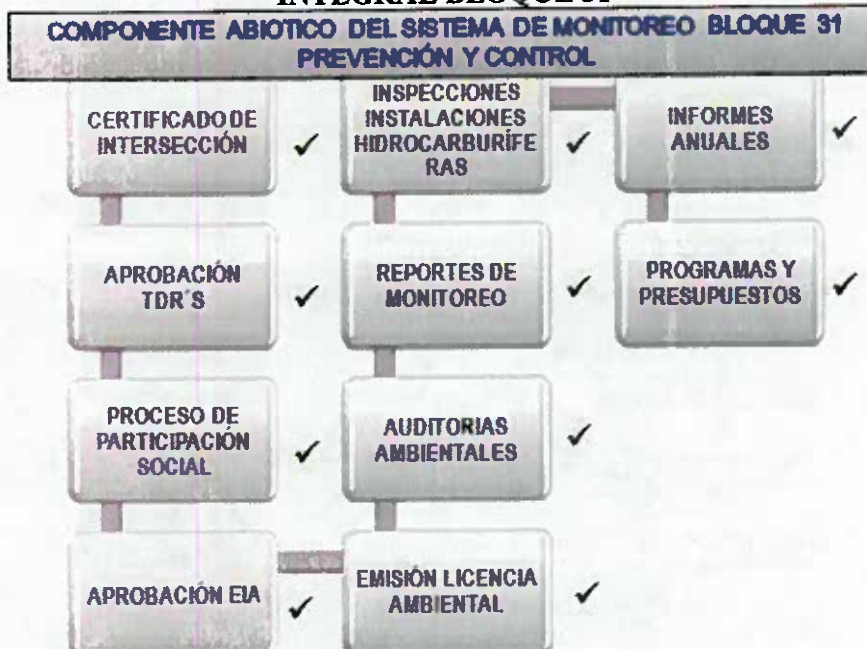 COMPONENTE ABIOTICO DEL SISTEMA DE MONITOREO BLOQUE 31
PREVENCIÓN Y CONTROL
CERTIFICADO DE
INTERSECCIÓN
APROBACIÓN
TDR´S
PROCESO DE
PARTICIPACIÓN
SOCIAL
APROBACIÓN EIA
EMISIÓN LICENCIA
AMBIENTAL
AUDITORIAS
AMBIENTALES
REPORTES DE
MONITOREO
INSPECCIONES
INSTALACIONES
HIDROCARBURÍFE
RAS
INFORMES
ANUALES
PROGRAMAS Y
PRESUPUESTOS